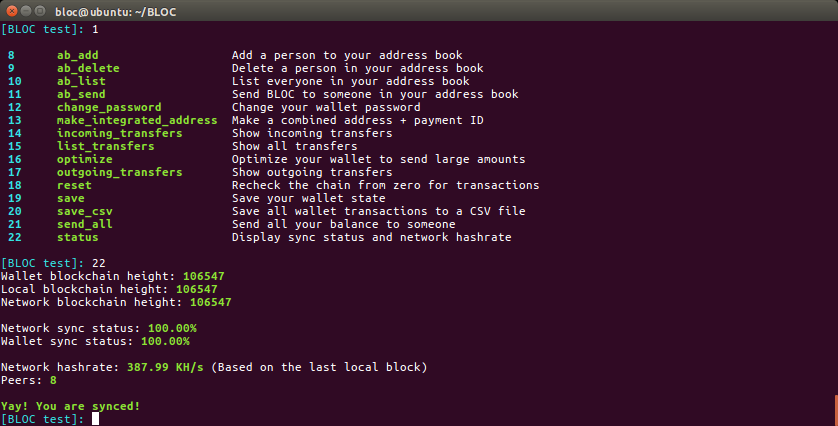 bloc@ubuntu: ~/BLOC
[BLOC test]: 1
8 ab_add Add a person to your address book
9 ab_delete Delete a person in your address book
10 ab_list List everyone in your address book
11 ab_send Send BLOC to someone in your address book
12 change_password Change your wallet password
13 make_integrated_address Make a combined address + payment ID
14 incoming_transfers Show incoming transfers
15 list_transfers Show all transfers
16 optimize Optimize your wallet to send large amounts
17 outgoing_transfers Show outgoing transfers
18 reset Recheck the chain from zero for transactions
19 save Save your wallet state
20 save_csv Save all wallet transactions to a CSV file
21 send_all Send all your balance to someone
22 status Display sync status and network hashrate
[BLOC test]: 22
Wallet blockchain height: 106547
Local blockchain height: 106547
Network blockchain height: 106547
Network sync status: 100.00%
Wallet sync status: 100.00%
Network hashrate: 387.99 KH/s (Based on the last local block)
Peers: 8
Yay! You are synced!
[BLOC test]: